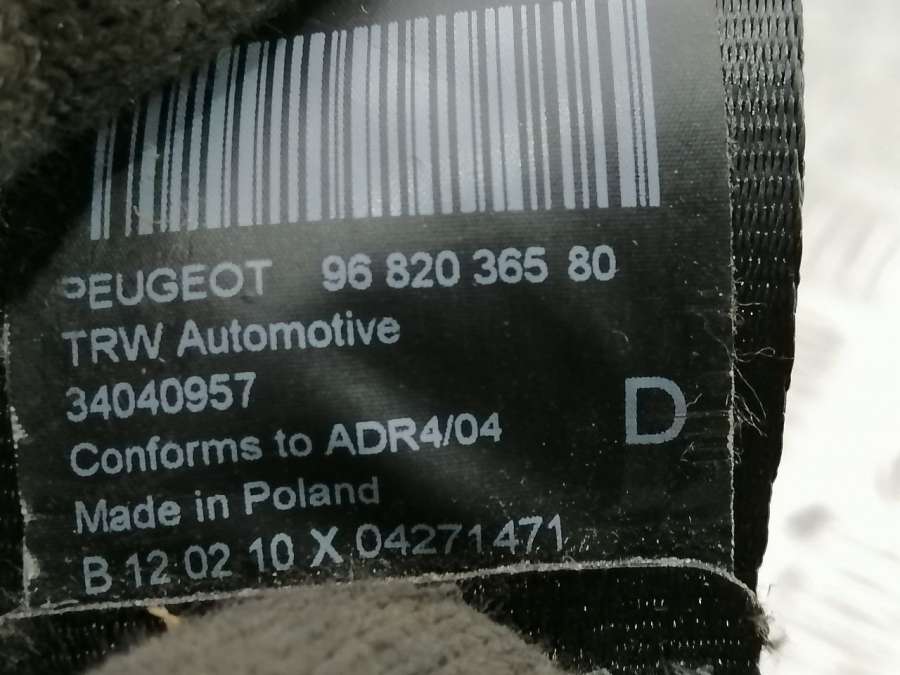 PEUGEOT 96 820 365 80
TRW Automotive
34040957
D
Conforms to ADR4/04
Made in Poland
B 12 02 10 X 04271471